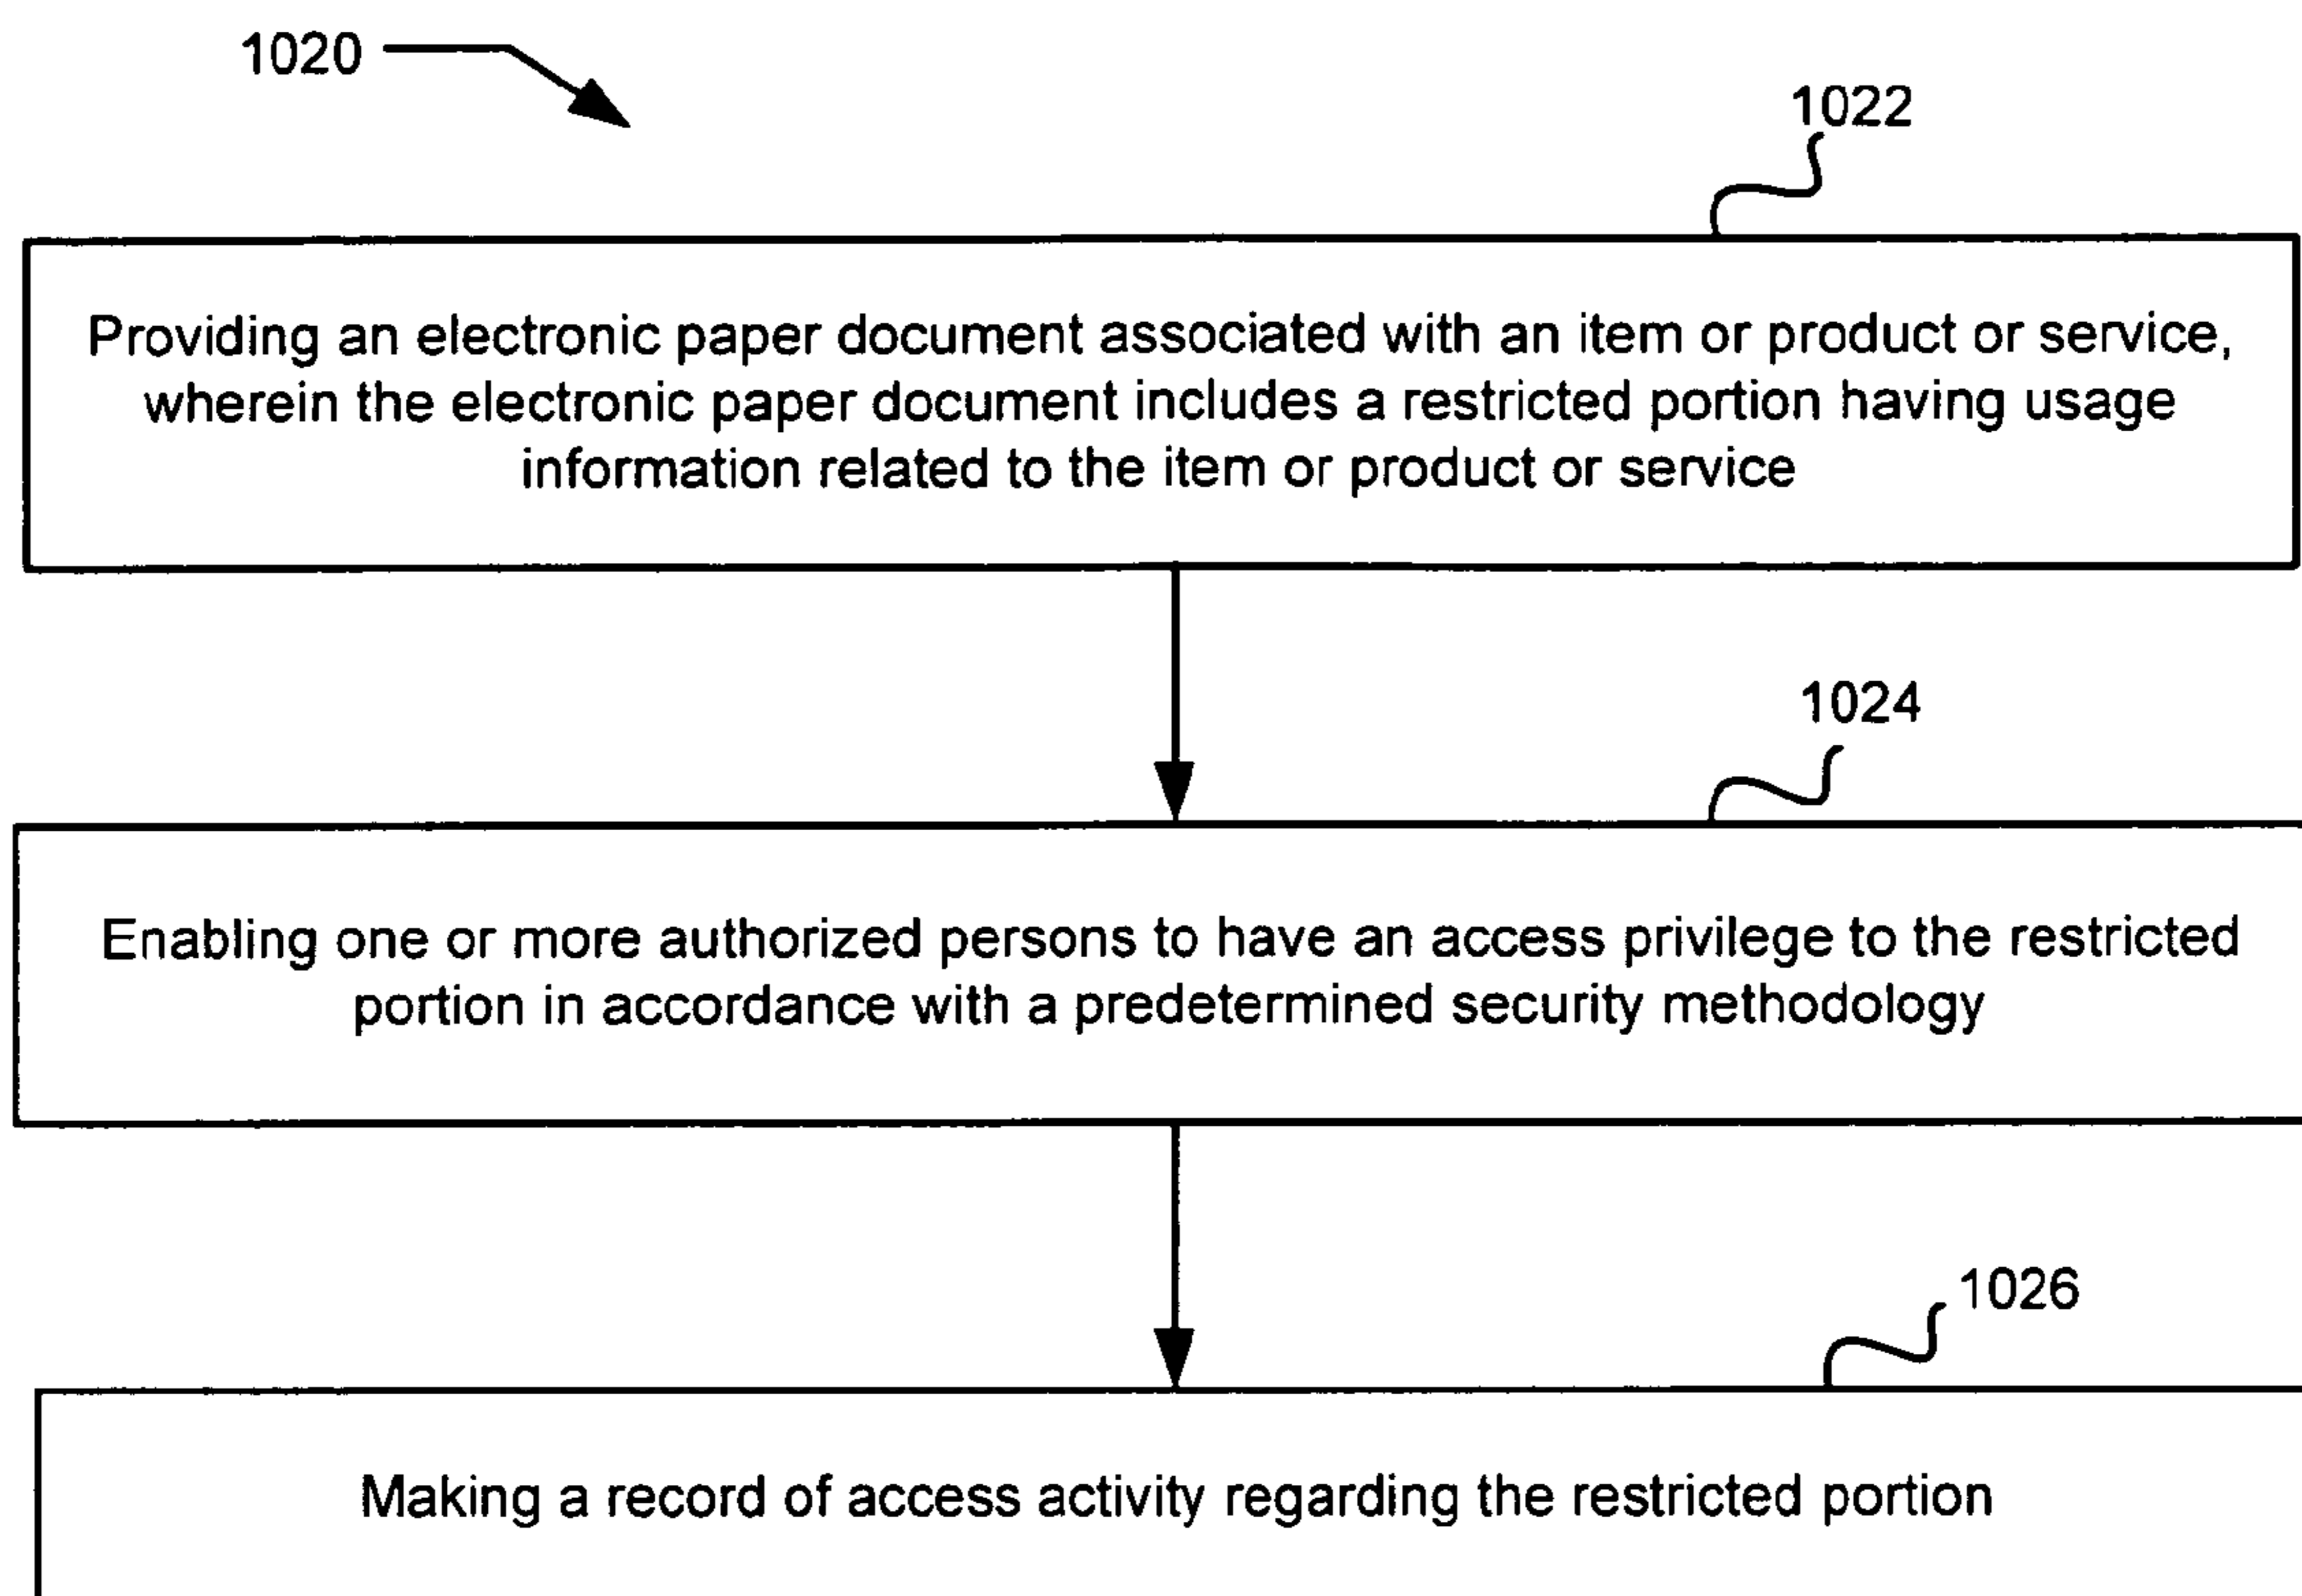 1020
1022
Providing an electronic paper document associated with an item or product or service,
wherein the electronic paper document includes a restricted portion having usage
information related to the item or product or service
1024
Enabling one or more authorized persons to have an access privilege to the restricted
portion in accordance with a predetermined security methodology
1026
Making a record of access activity regarding the restricted portion